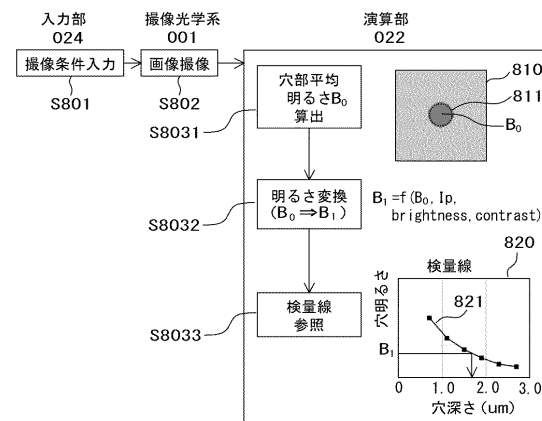 入力部
024
撮像光学系
001
演算部
022
撮像条件入力
S801
画像撮像
S802
穴部平均
明るさB₀
算出
S8031
810
811
B₀
明るさ変換
(B₀⇒B₁)
S8032
B₁=f(B₀, Ip,
brightness, contrast)
検量線
参照
S8033
検量線
820
821
穴明るさ
B₁
0 1.0 2.0 3.0
穴深さ(um)